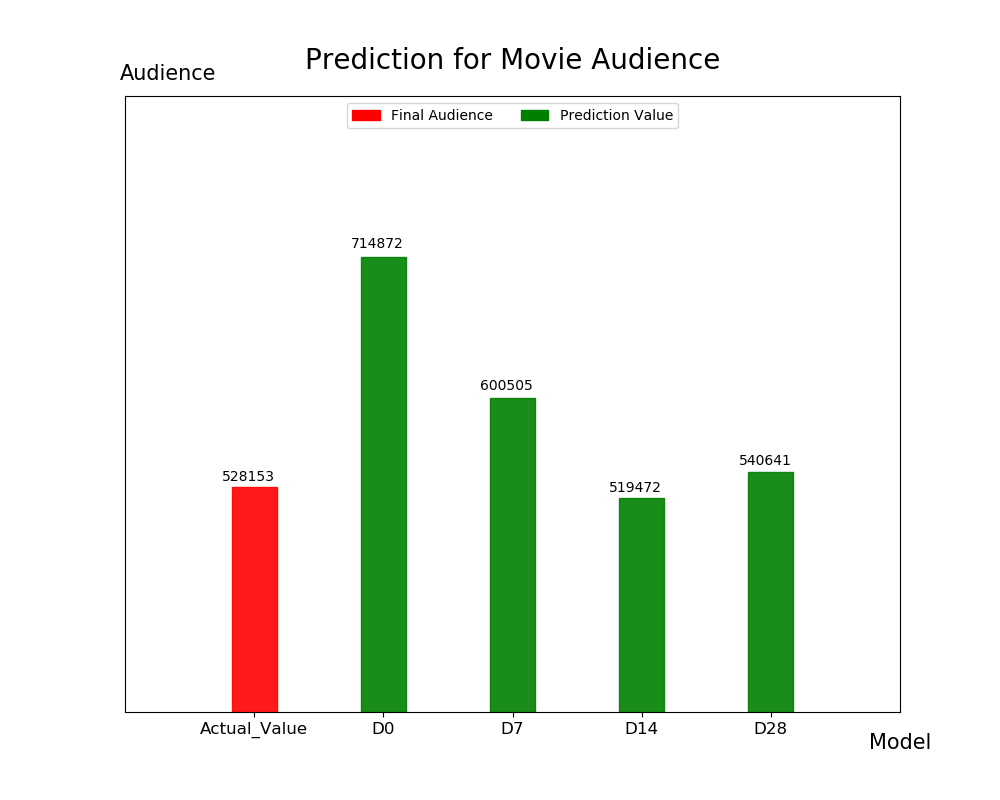 Prediction for Movie Audience
Audience
Final Audience Prediction Value
714872
600505
528153
519472
540641
Actual_Value D0 D7 D14 D28
Model